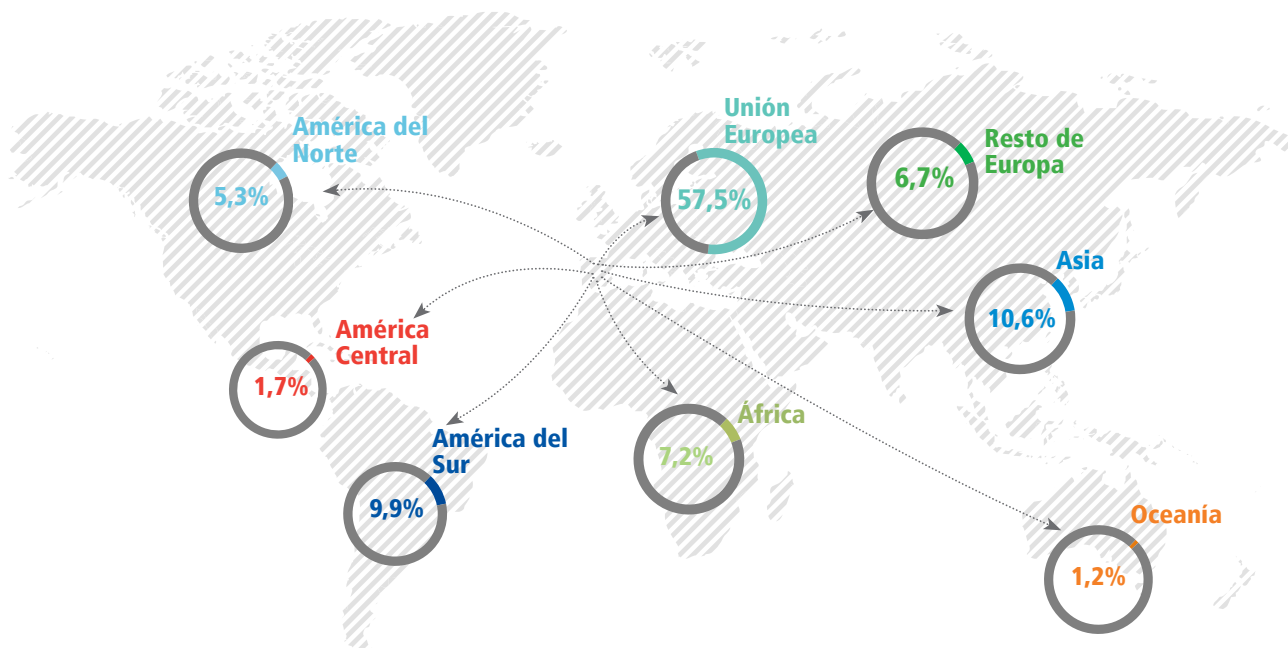 América del
Norte
5,3%
Unión
Europea
57,5%
Resto de
Europa
6,7%
Asia
10,6%
América
Central
1,7%
América del
Sur
9,9%
África
7,2%
Oceanía
1,2%